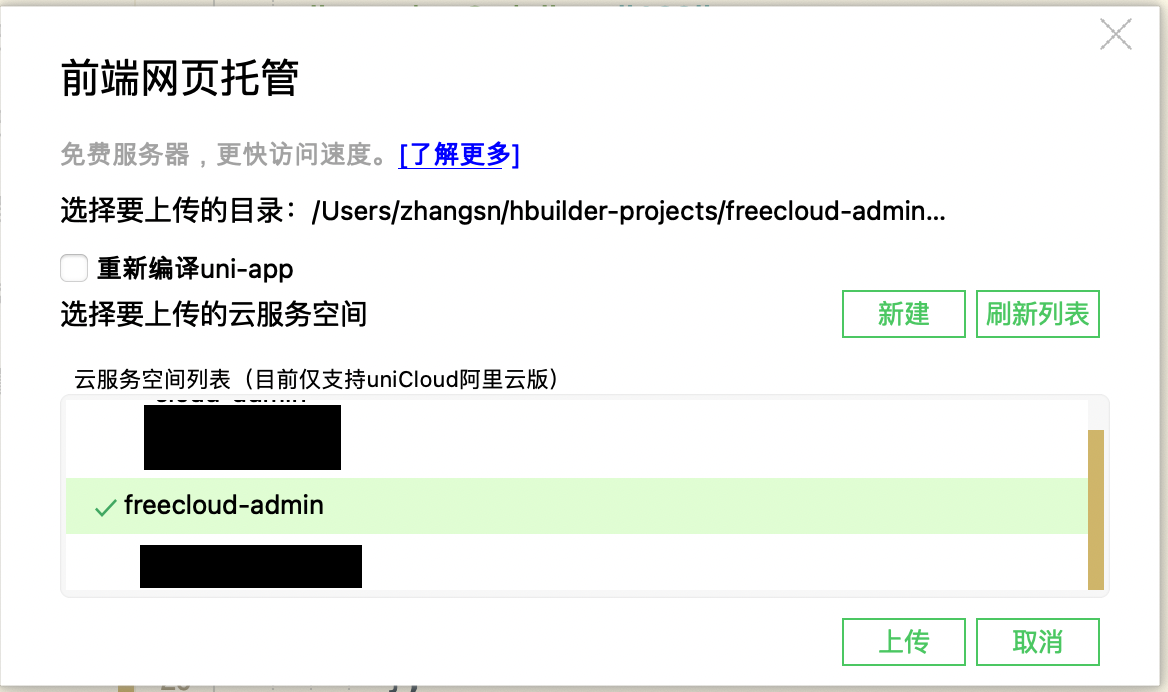 前端网页托管
免费服务器，更快访问速度。[了解更多]
选择要上传的目录：/Users/zhangsn/hbuilder-projects/freecloud-admin...
重新编译uni-app
选择要上传的云服务空间 新建 刷新列表
云服务空间列表（目前仅支持uniCloud阿里云版）
freecloud-admin
上传 取消